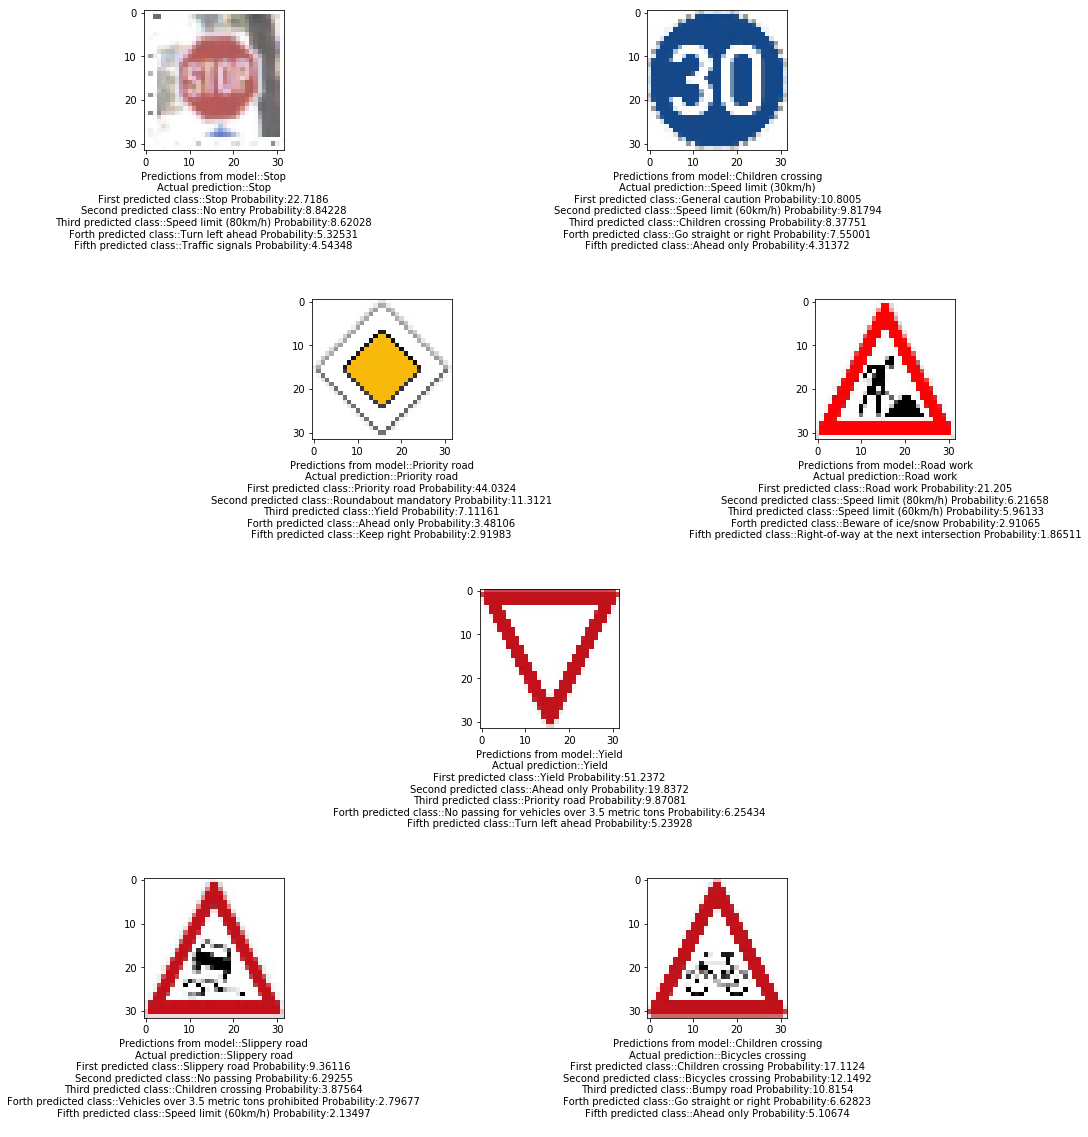 0
10
20
30
STOP
0 10 20 30
Predictions from model::Stop
Actual prediction::Stop
First predicted class::Stop Probability:22.7186
Second predicted class::No entry Probability:8.84228
Third predicted class::Speed limit (80km/h) Probability:8.62028
Forth predicted class::Turn left ahead Probability:5.32531
Fifth predicted class::Traffic signals Probability:4.54348
0
10
20
30
30
0 10 20 30
Predictions from model::Children crossing
Actual prediction::Speed limit (30km/h)
First predicted class::General caution Probability:10.8005
Second predicted class::Speed limit (60km/h) Probability:9.81794
Third predicted class::Children crossing Probability:8.37751
Forth predicted class::Go straight or right Probability:7.55001
Fifth predicted class::Ahead only Probability:4.31372
0
10
20
30
0 10 20 30
Predictions from model::Priority road
Actual prediction::Priority road
First predicted class::Priority road Probability:44.0324
Second predicted class::Roundabout mandatory Probability:11.3121
Third predicted class::Yield Probability:7.11161
Forth predicted class::Ahead only Probability:3.48106
Fifth predicted class::Keep right Probability:2.91983
0
10
20
30
0 10 20 30
Predictions from model::Road work
Actual prediction::Road work
First predicted class::Road work Probability:21.205
Second predicted class::Speed limit (80km/h) Probability:6.21658
Third predicted class::Speed limit (60km/h) Probability:5.96133
Forth predicted class::Beware of ice/snow Probability:2.91065
Fifth predicted class::Right-of-way at the next intersection Probability:1.86511
0
10
20
30
0 10 20 30
Predictions from model::Yield
Actual prediction::Yield
First predicted class::Yield Probability:51.2372
Second predicted class::Ahead only Probability:19.8372
Third predicted class::Priority road Probability:9.87081
Forth predicted class::No passing for vehicles over 3.5 metric tons Probability:6.25434
Fifth predicted class::Turn left ahead Probability:5.23928
0
10
20
30
0 10 20 30
Predictions from model::Slippery road
Actual prediction::Slippery road
First predicted class::Slippery road Probability:9.36116
Second predicted class::No passing Probability:6.29255
Third predicted class::Children crossing Probability:3.87564
Forth predicted class::Vehicles over 3.5 metric tons prohibited Probability:2.79677
Fifth predicted class::Speed limit (60km/h) Probability:2.13497
0
10
20
30
0 10 20 30
Predictions from model::Children crossing
Actual prediction::Bicycles crossing
First predicted class::Children crossing Probability:17.1124
Second predicted class::Bicycles crossing Probability:12.1492
Third predicted class::Bumpy road Probability:10.8154
Forth predicted class::Go straight or right Probability:6.62823
Fifth predicted class::Ahead only Probability:5.10674